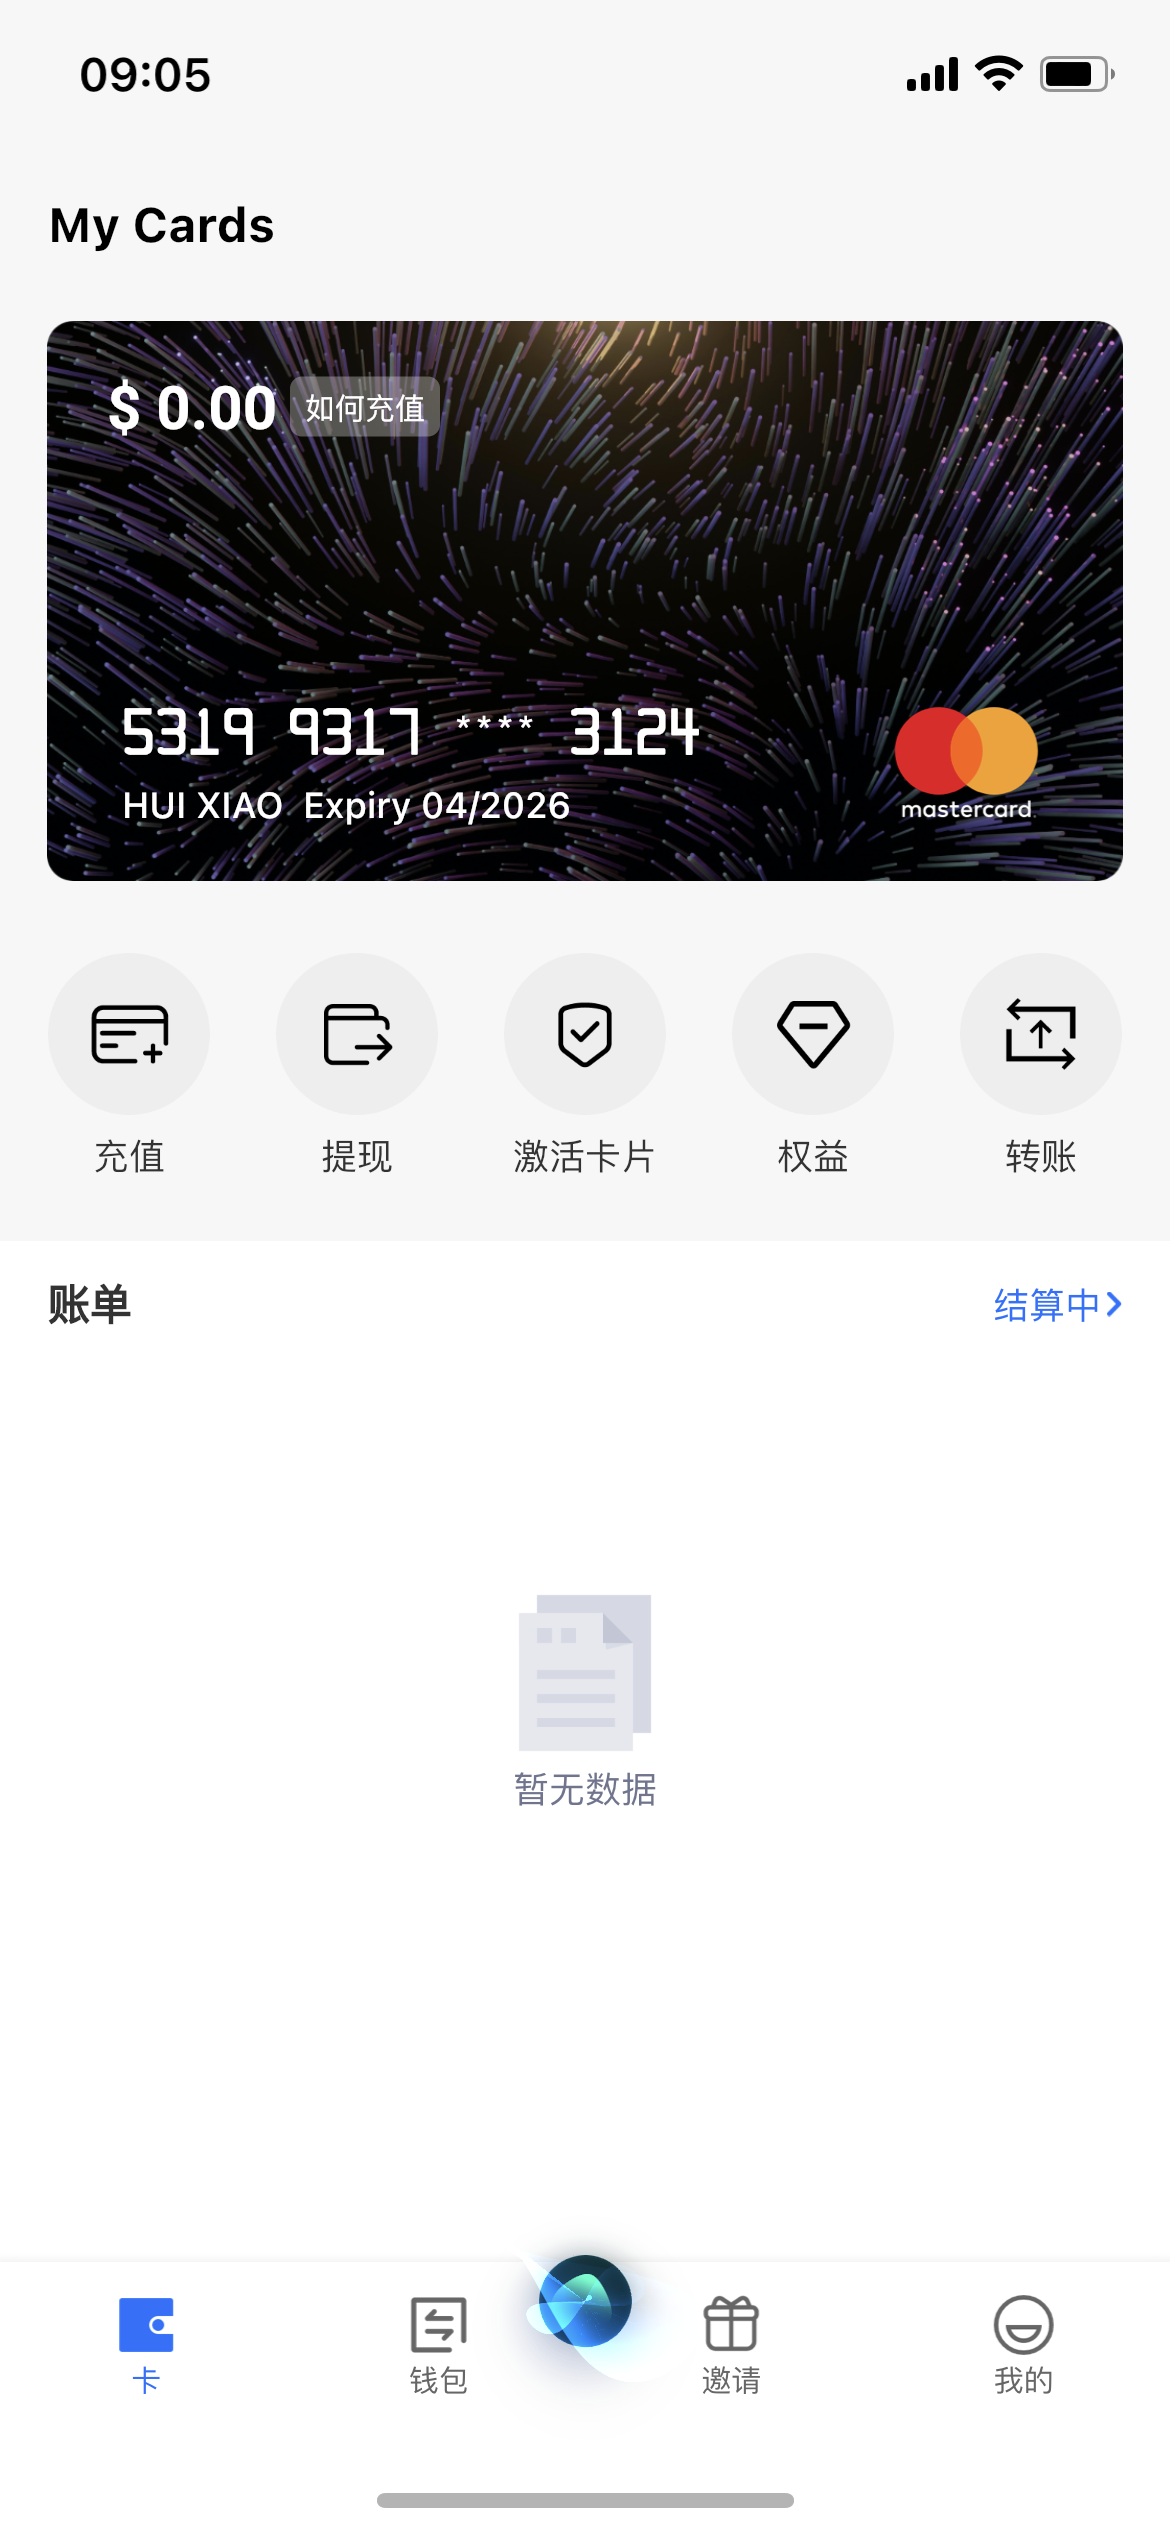 09:05
My Cards
$ 0.00 如何充值
5319 9317 **** 3124
HUI XIAO Expiry 04/2026
mastercard
充值 提现 激活卡片 权益 转账
账单 结算中
暂无数据
卡 钱包 邀请 我的